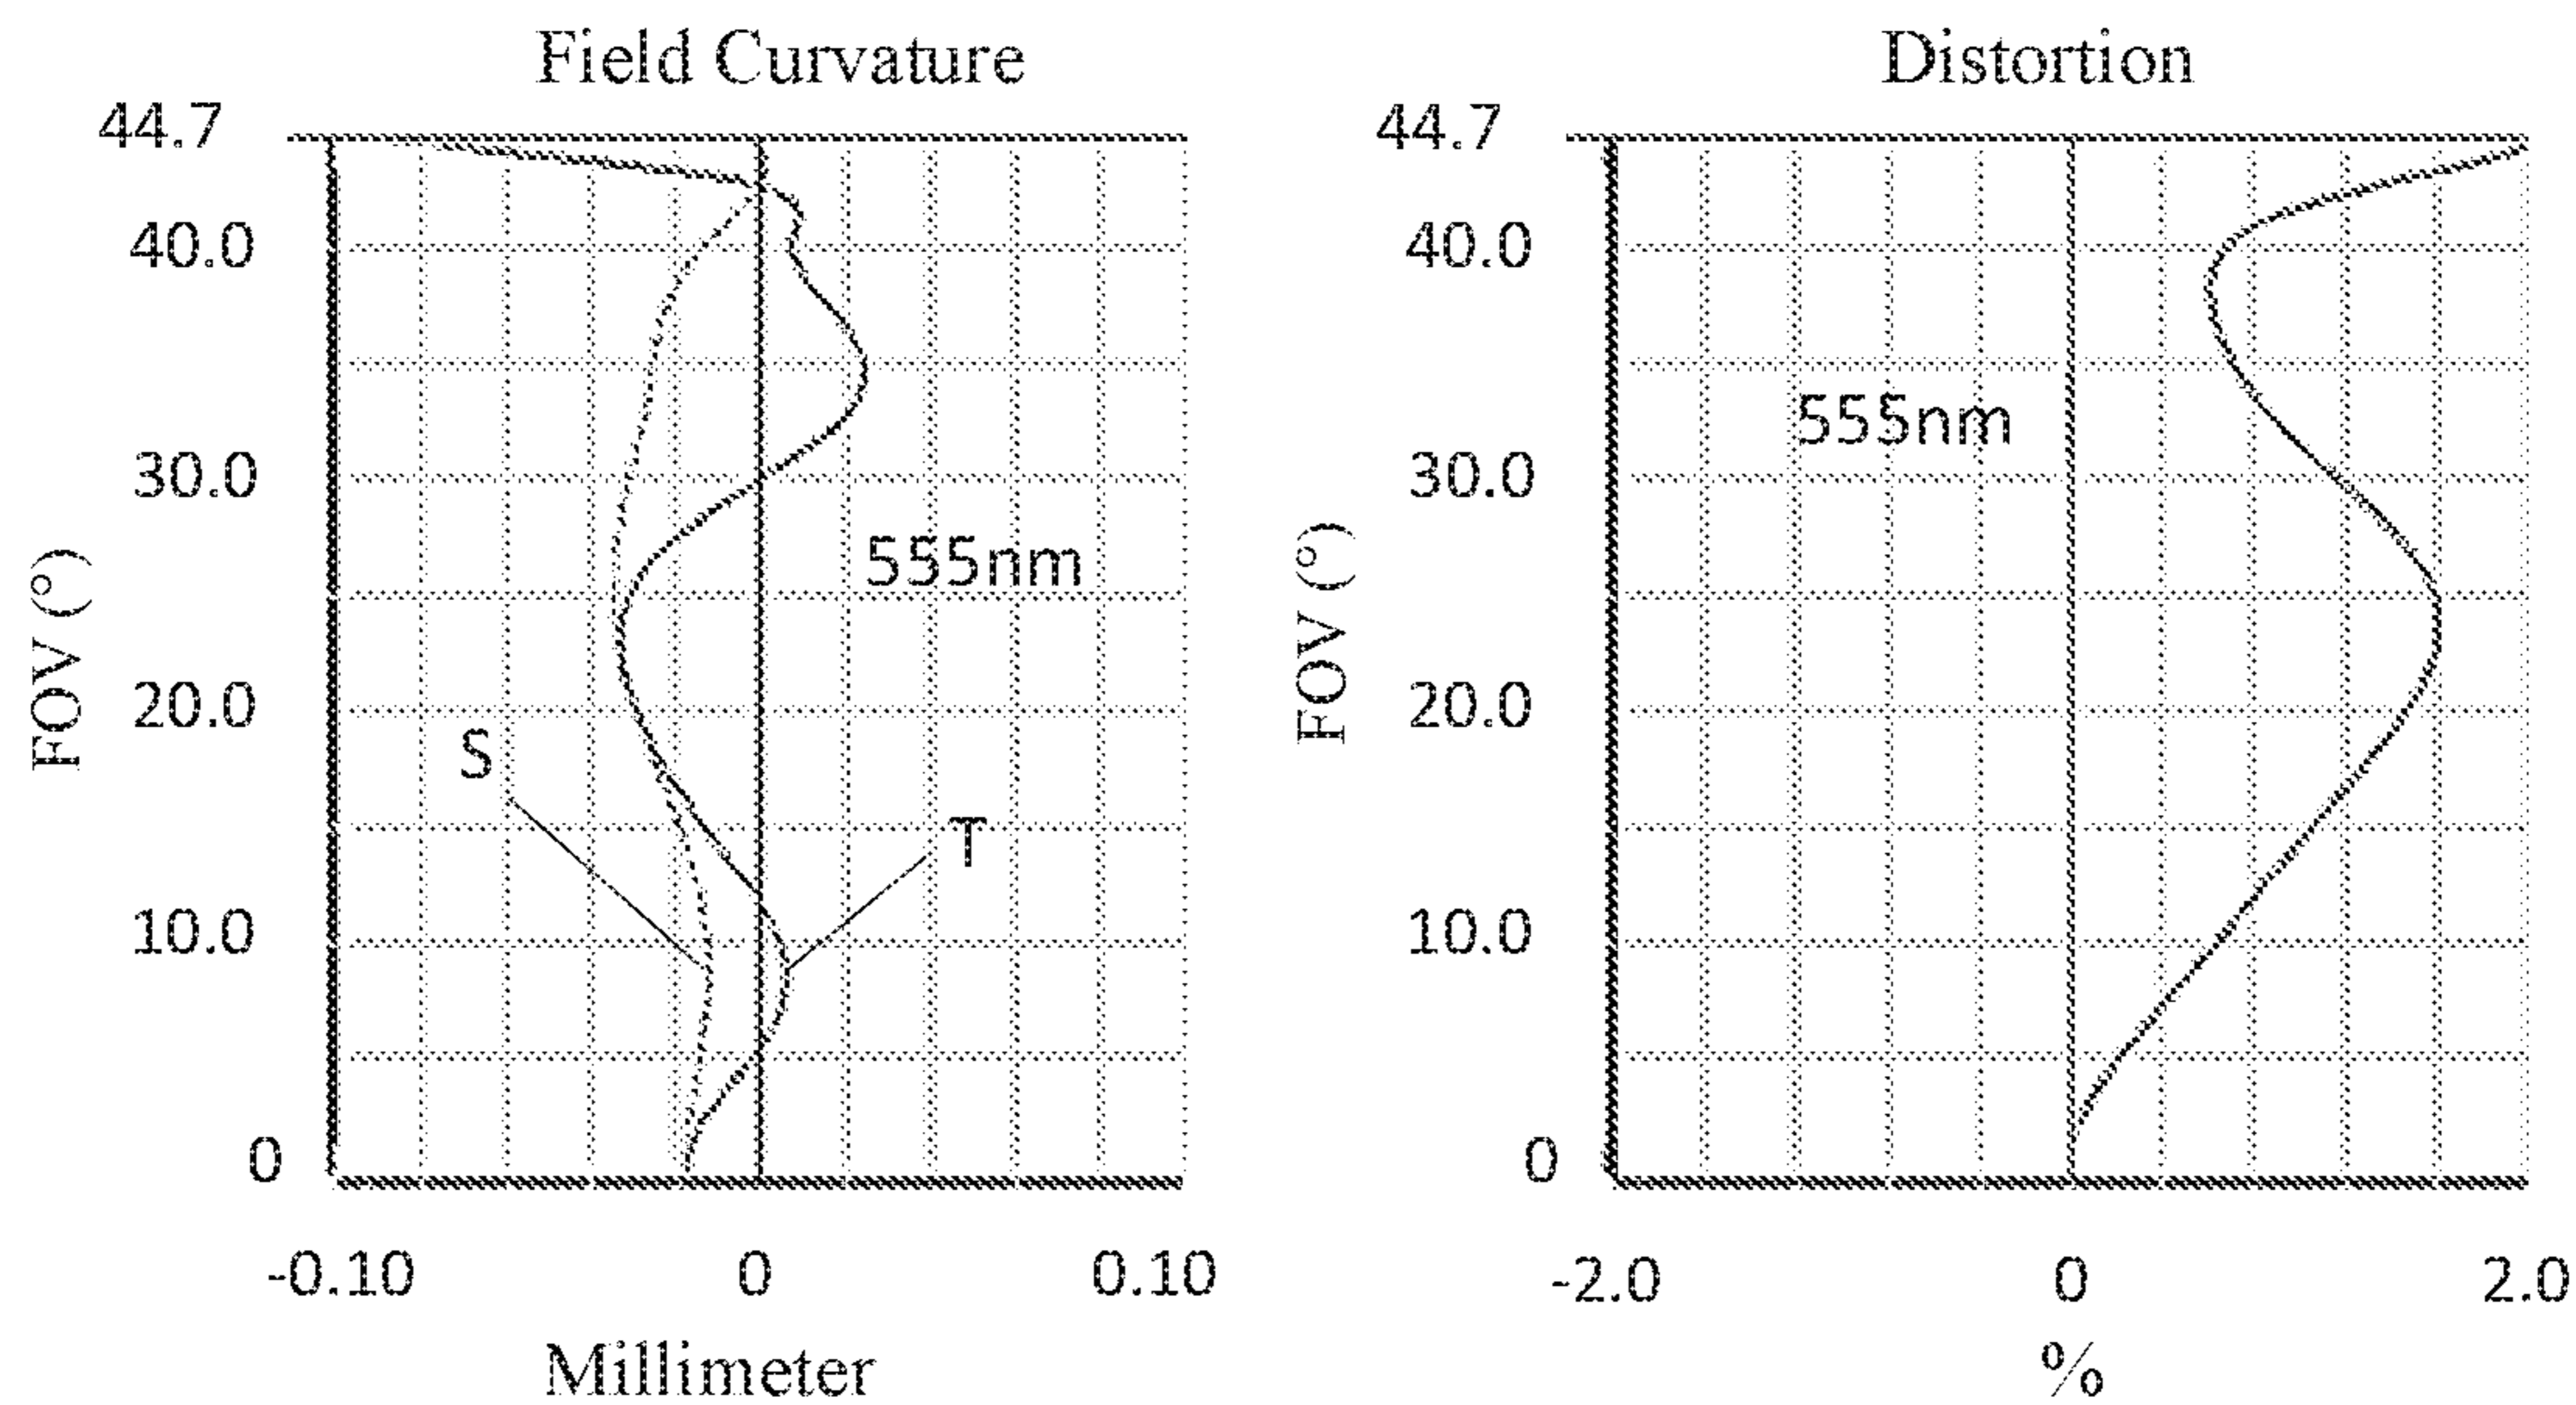 Field Curvature
44.7
40.0
30.0
20.0
10.0
0
FOV (°)
555nm
S
T
-0.10 0 0.10
Millimeter
Distortion
44.7
40.0
30.0
20.0
10.0
0
FOV (°)
555nm
-2.0 0 2.0
%